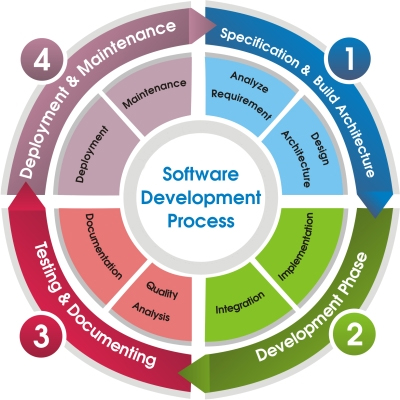 Software
Development
Process
1
Specification & Build Architecture
Analyze
Requirement
Design
Architecture
2
Development Phase
Implementation
Integration
3
Testing & Documenting
Quality
Analysis
Documentation
4
Deployment & Maintenance
Deployment
Maintenance